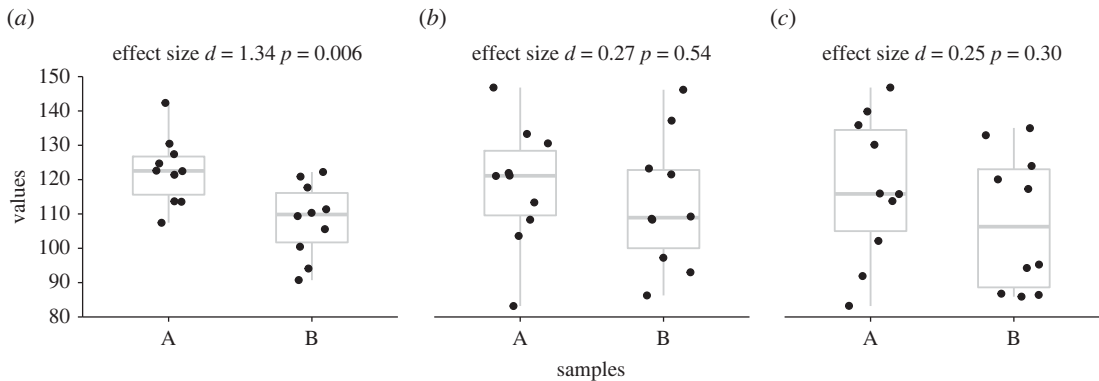 (a)
effect size d = 1.34 p = 0.006
(b)
effect size d = 0.27 p = 0.54
(c)
effect size d = 0.25 p = 0.30
values
150
140
130
120
110
100
90
80
A B
A B
A B
samples